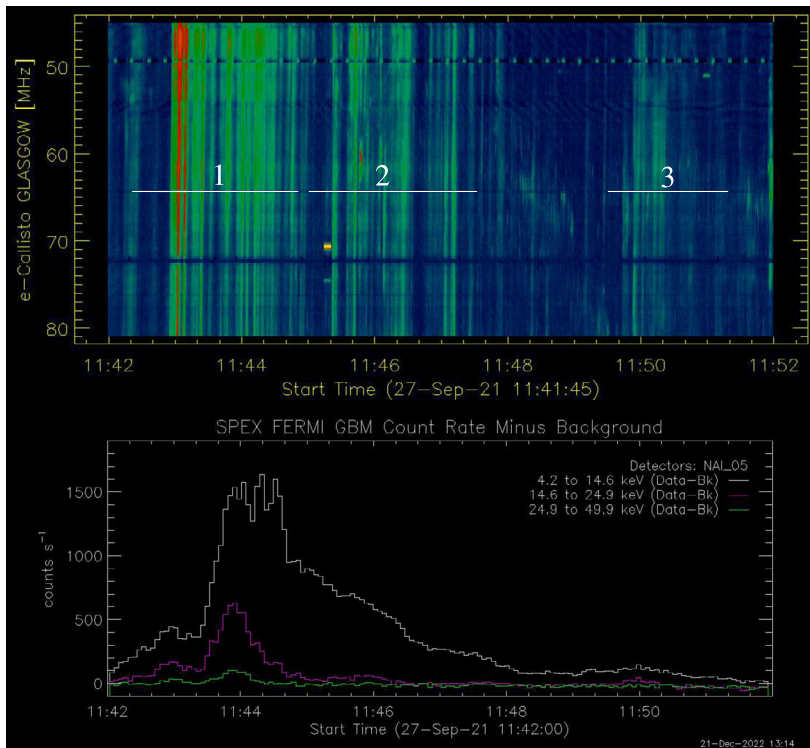 e-Callisto GLASGOW [MHz]
50
60
70
80
1
2
3
11:42 11:44 11:46 11:48 11:50 11:52
Start Time (27-Sep-21 11:41:45)
SPEX FERMI GBM Count Rate Minus Background
Detectors: NAI_05
4.2 to 14.6 keV (Data-Bk)
14.6 to 24.9 keV (Data-Bk)
24.9 to 49.9 keV (Data-Bk)
counts s⁻¹
1500
1000
500
0
11:42 11:44 11:46 11:48 11:50
Start Time (27-Sep-21 11:42:00)
21-Dec-2022 13:14